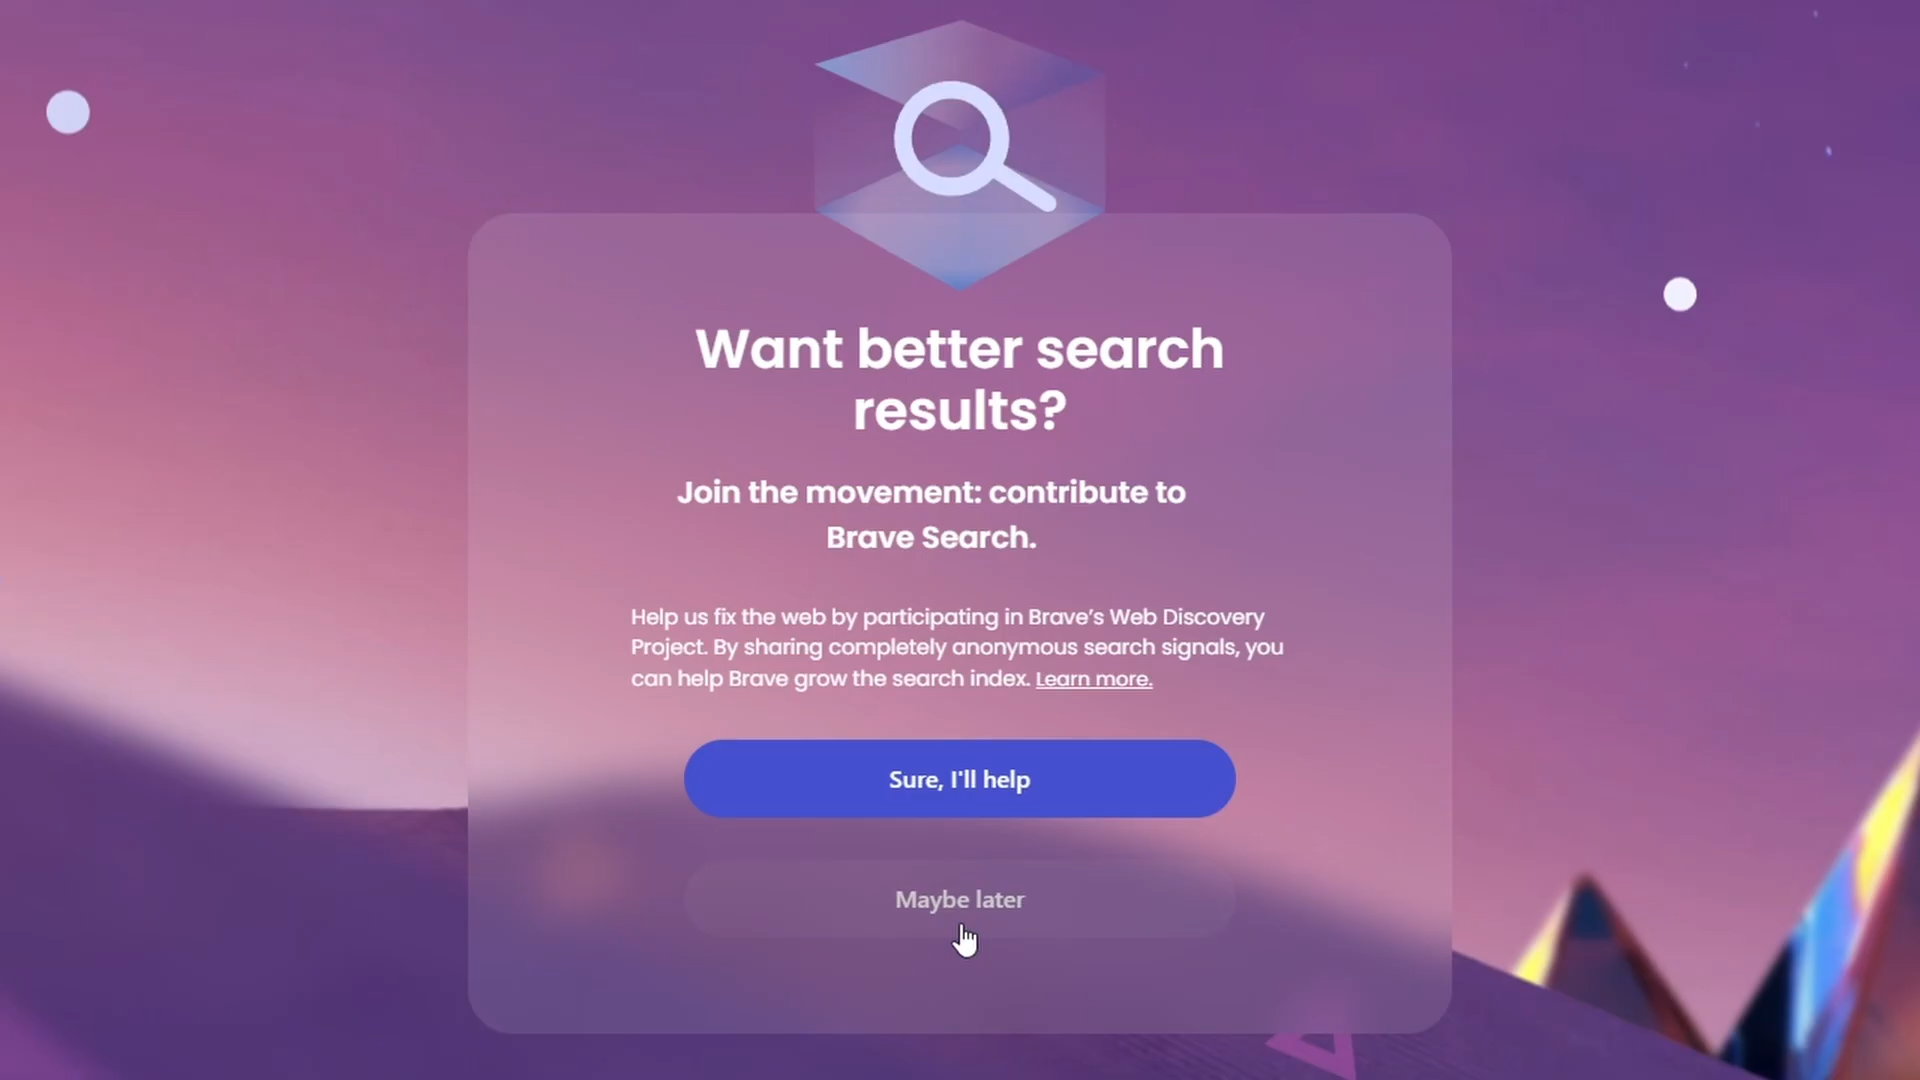 Want better search
results?
Join the movement: contribute to
Brave Search.
Help us fix the web by participating in Brave’s Web Discovery
Project. By sharing completely anonymous search signals, you
can help Brave grow the search index. Learn more.
Sure, I'll help
Maybe later